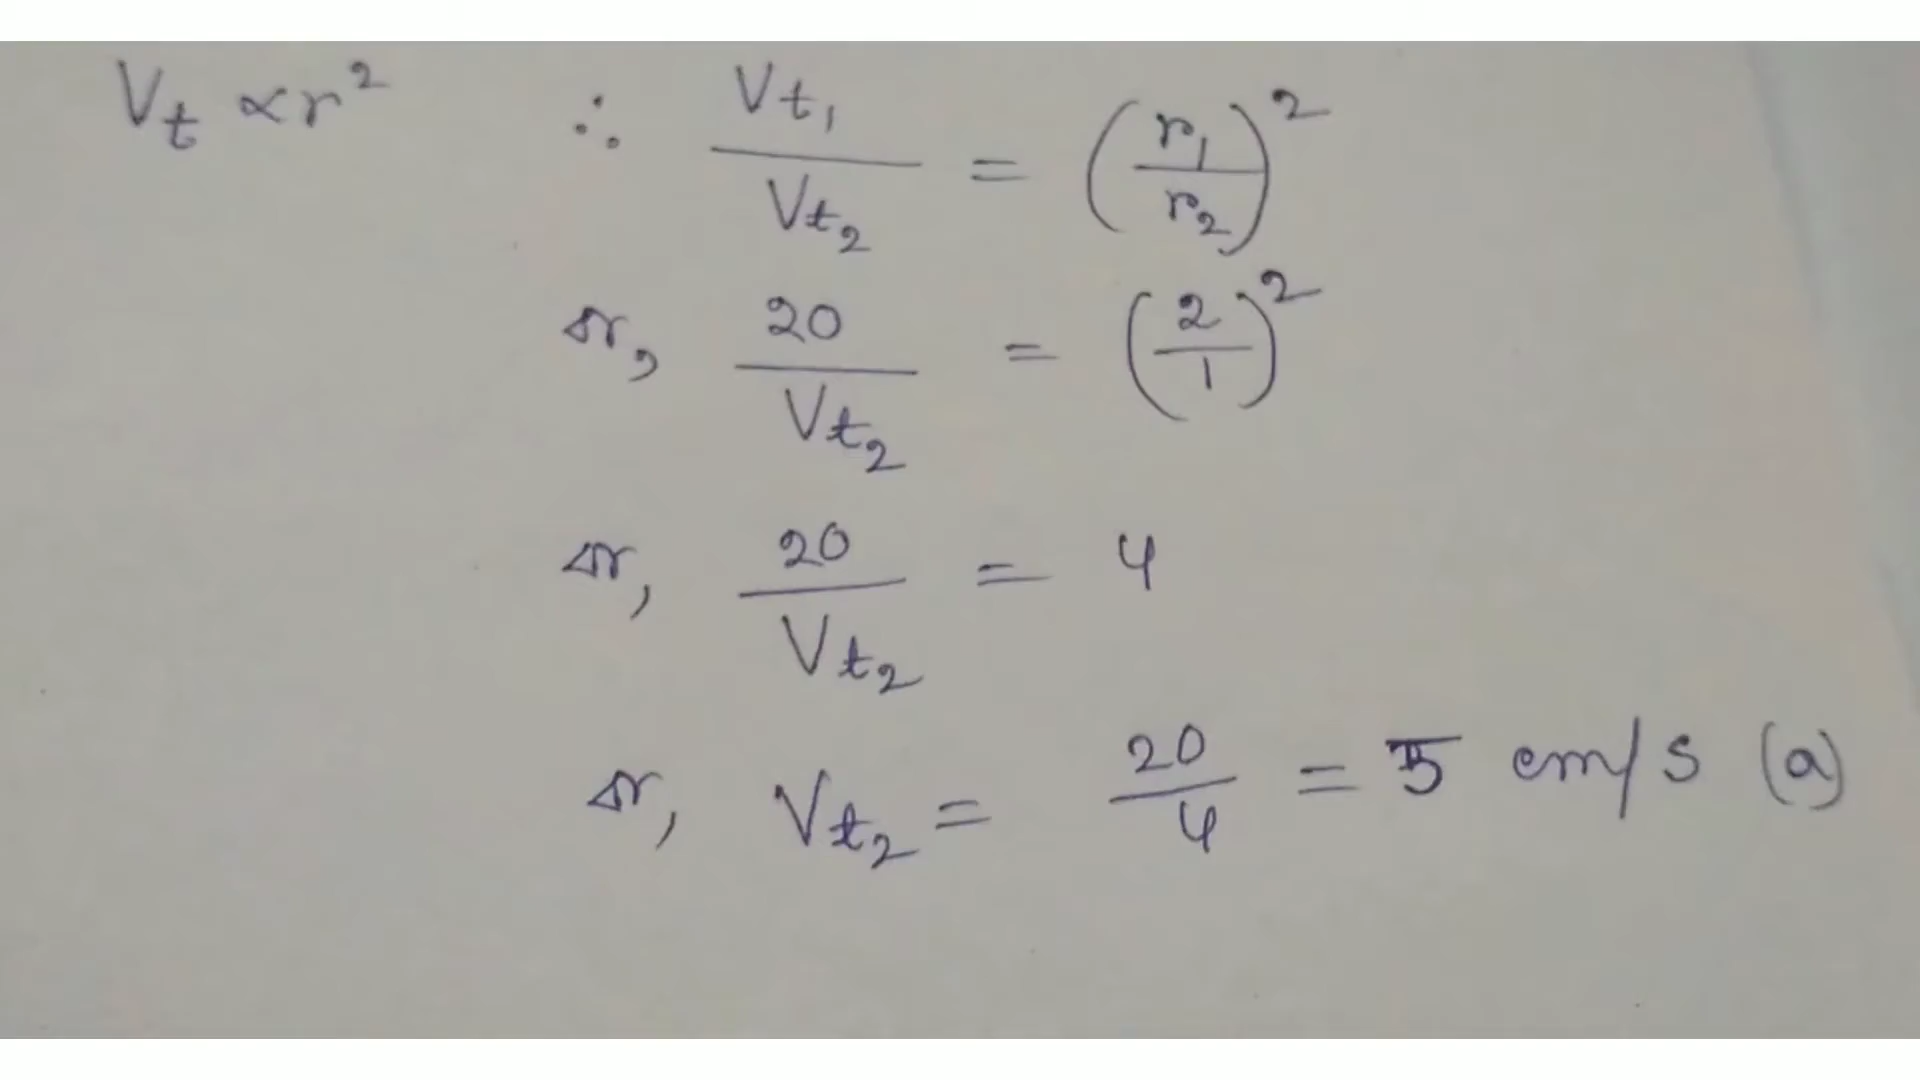 Vt ∝ r² ∴ Vt₁/Vt₂ = (r₁/r₂)²
or, 20/Vt₂ = (2/1)²
or, 20/Vt₂ = 4
or, Vt₂ = 20/4 = 5 cm/s (a)